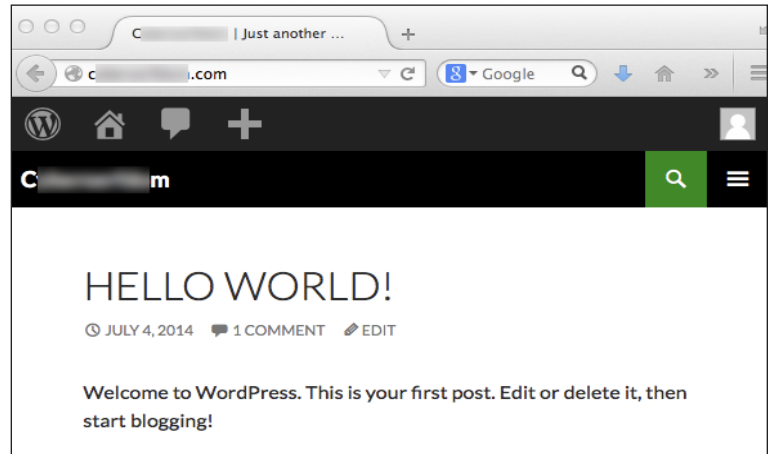 | Just another ...
.com
Google
HELLO WORLD!
JULY 4, 2014 1 COMMENT EDIT
Welcome to WordPress. This is your first post. Edit or delete it, then
start blogging!